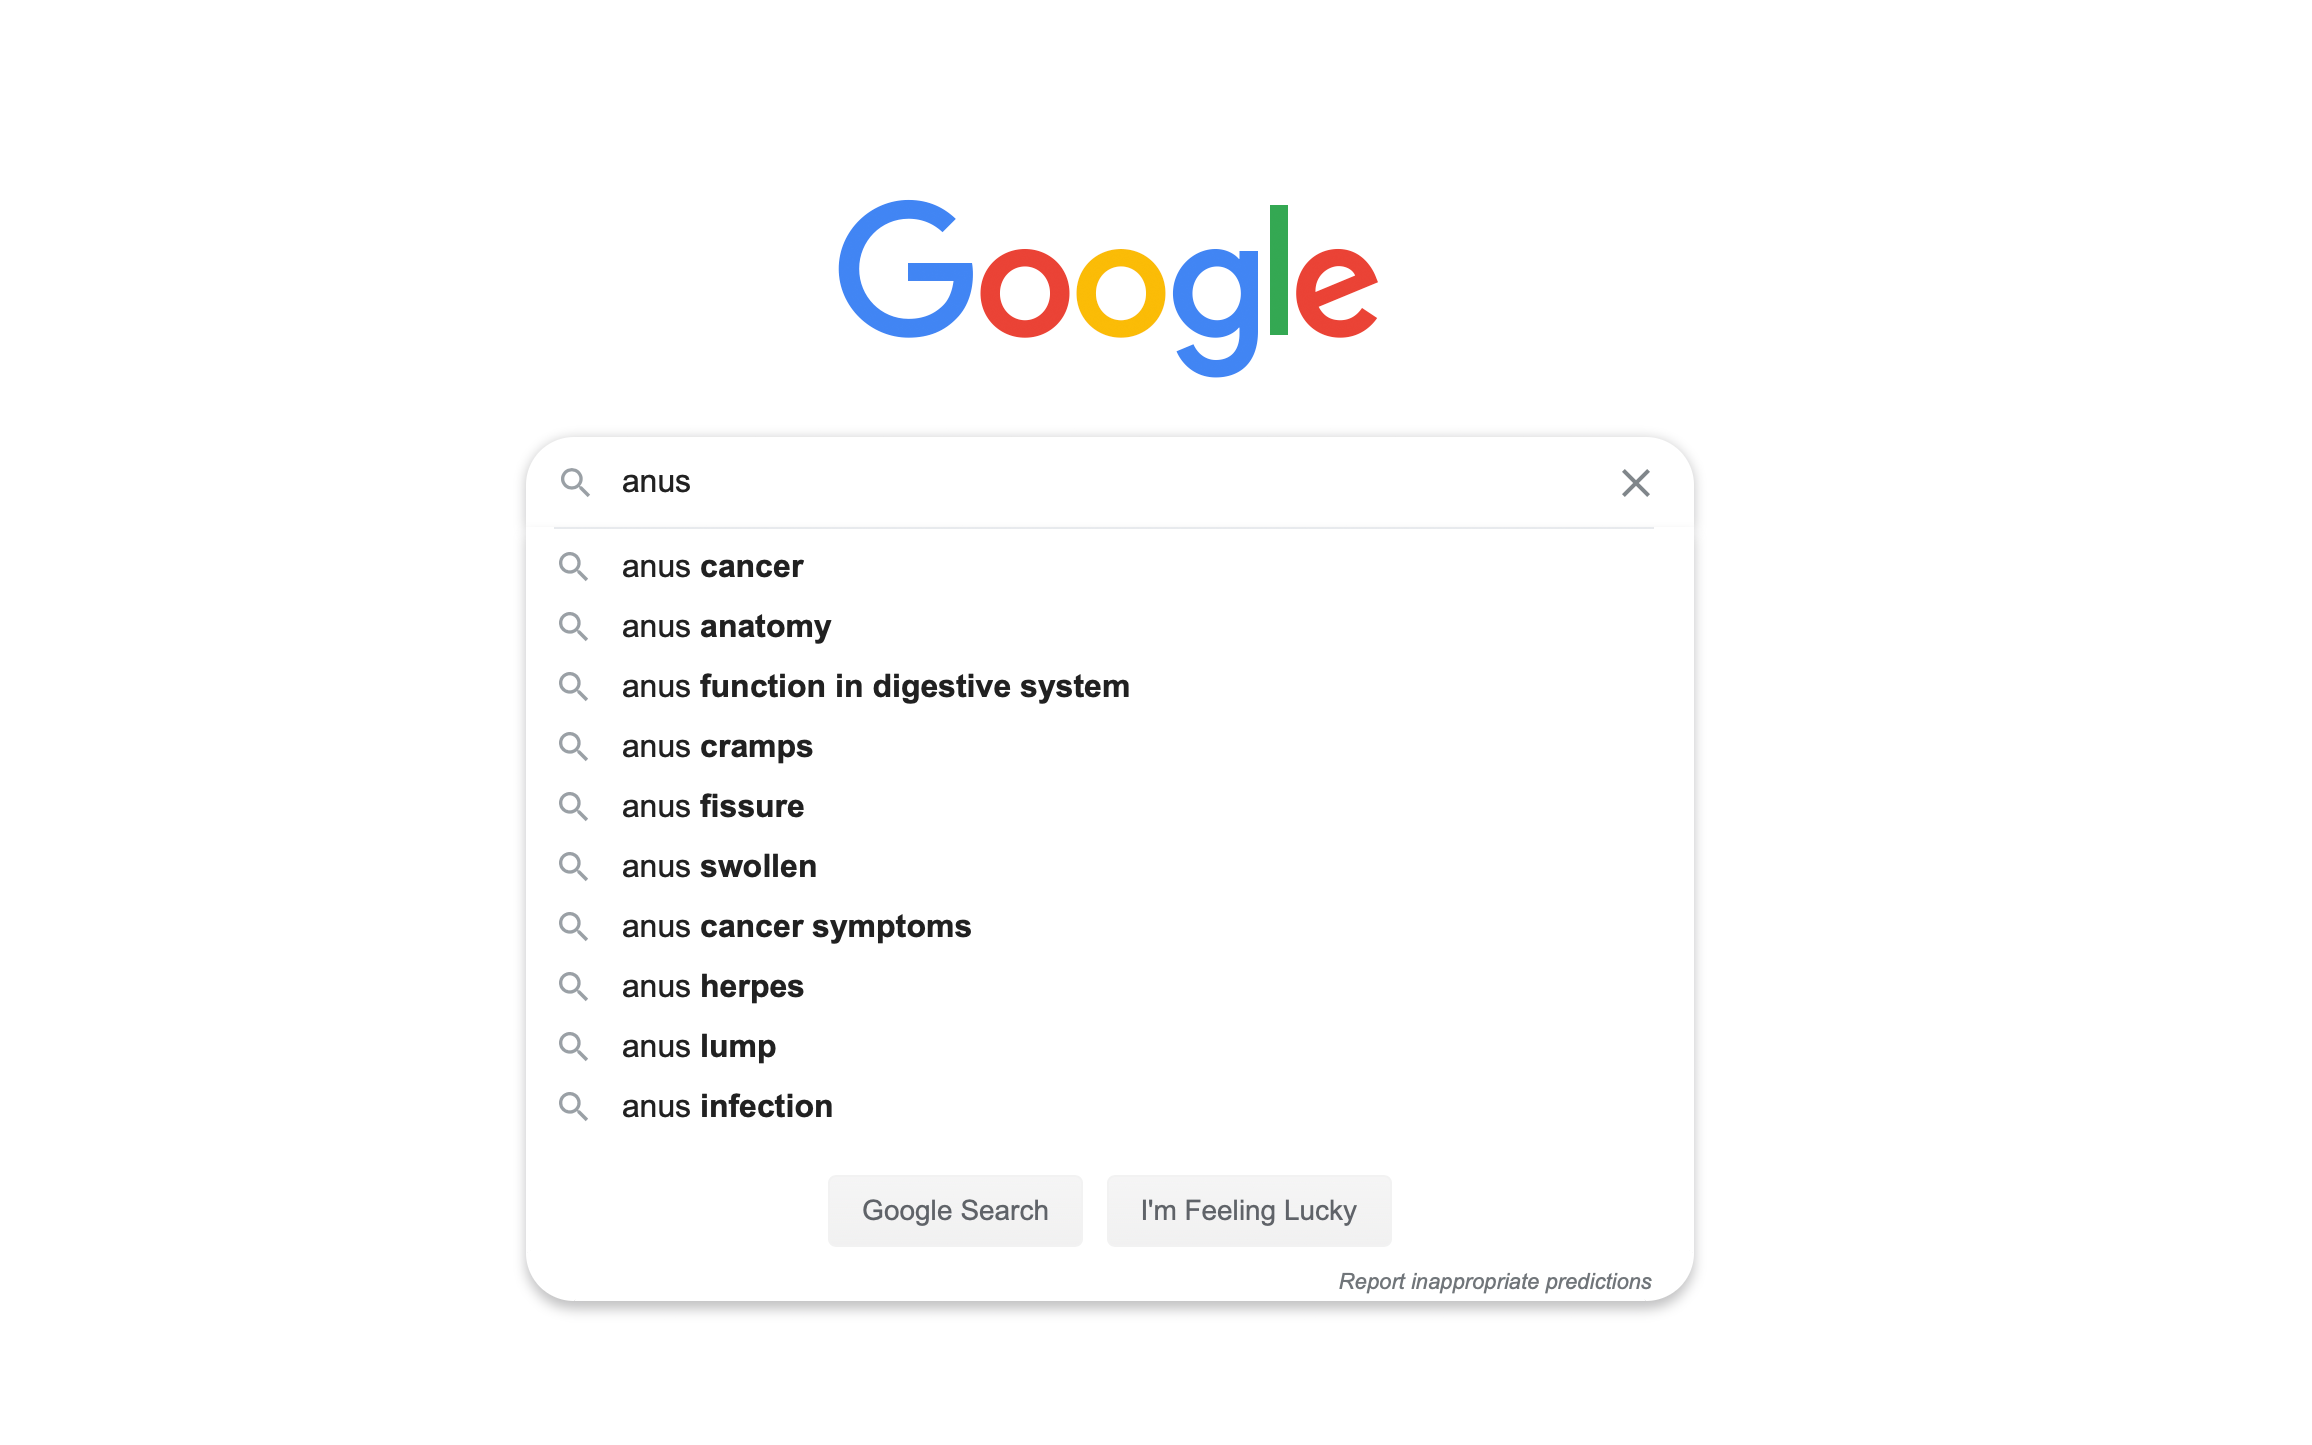 Google
anus
anus cancer
anus anatomy
anus function in digestive system
anus cramps
anus fissure
anus swollen
anus cancer symptoms
anus herpes
anus lump
anus infection
Google Search I'm Feeling Lucky
Report inappropriate predictions